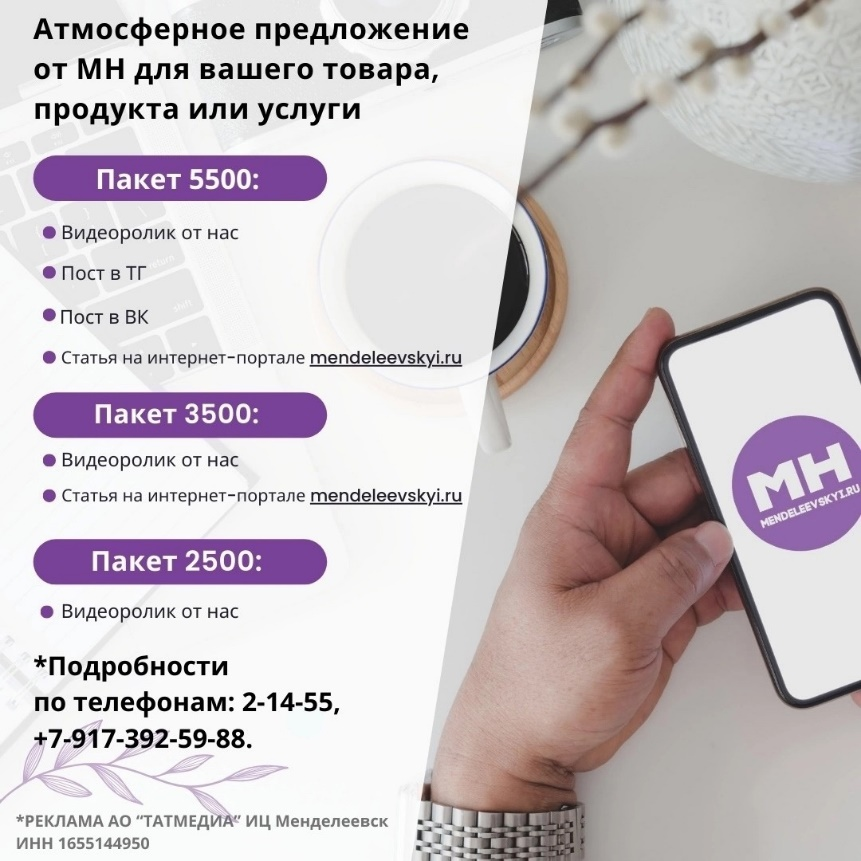 Атмосферное предложение
от МН для вашего товара,
продукта или услуги
Пакет 5500:
Видеоролик от нас
Пост в ТГ
Пост в ВК
Статья на интернет-портале mendeleevskyi.ru
Пакет 3500:
Видеоролик от нас
Статья на интернет-портале mendeleevskyi.ru
Пакет 2500:
Видеоролик от нас
*Подробности
по телефонам: 2-14-55,
+7-917-392-59-88.
*РЕКЛАМА АО “ТАТМЕДИА” ИЦ Менделеевск
ИНН 1655144950
МН
MENDELEEVSKYI.RU